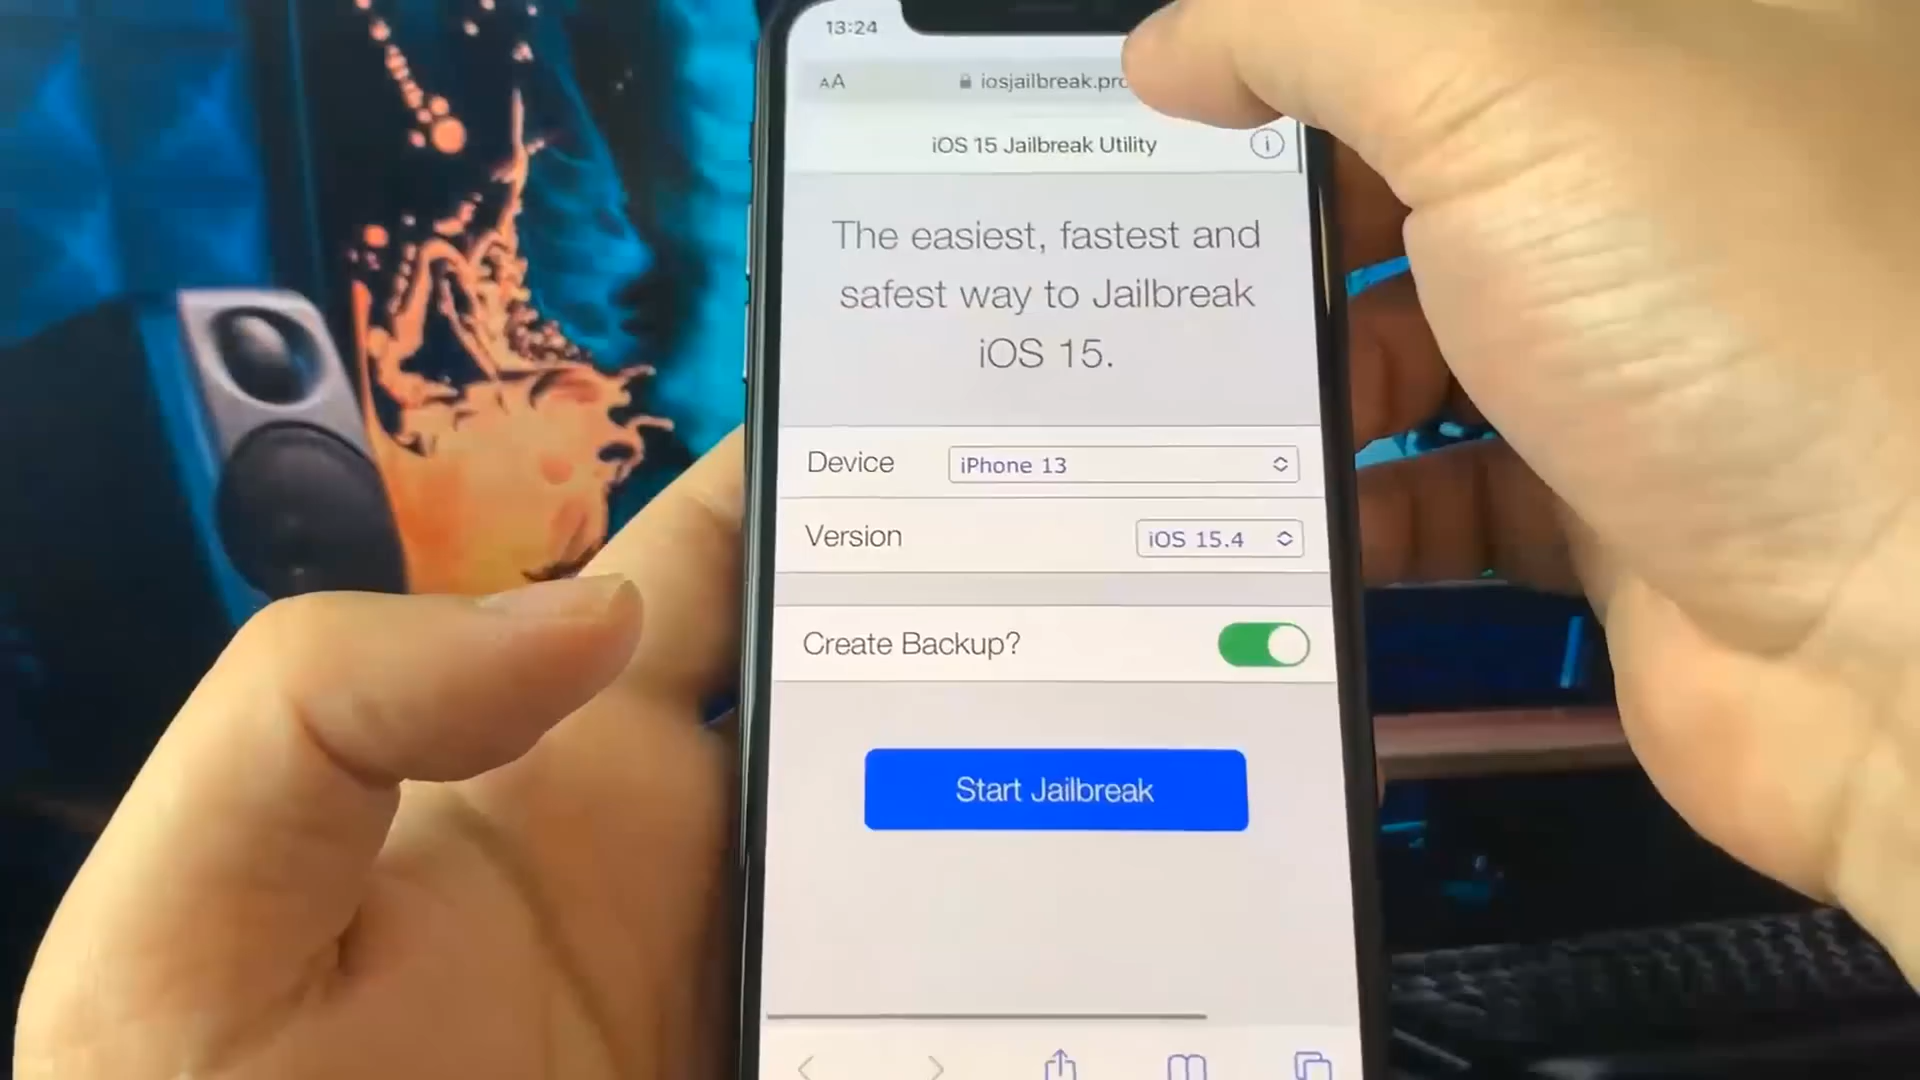 13:24
AA
iosjailbreak.pro
iOS 15 Jailbreak Utility
i
The easiest, fastest and
safest way to Jailbreak
iOS 15.
Device
iPhone 13
Version
iOS 15.4
Create Backup?
Start Jailbreak